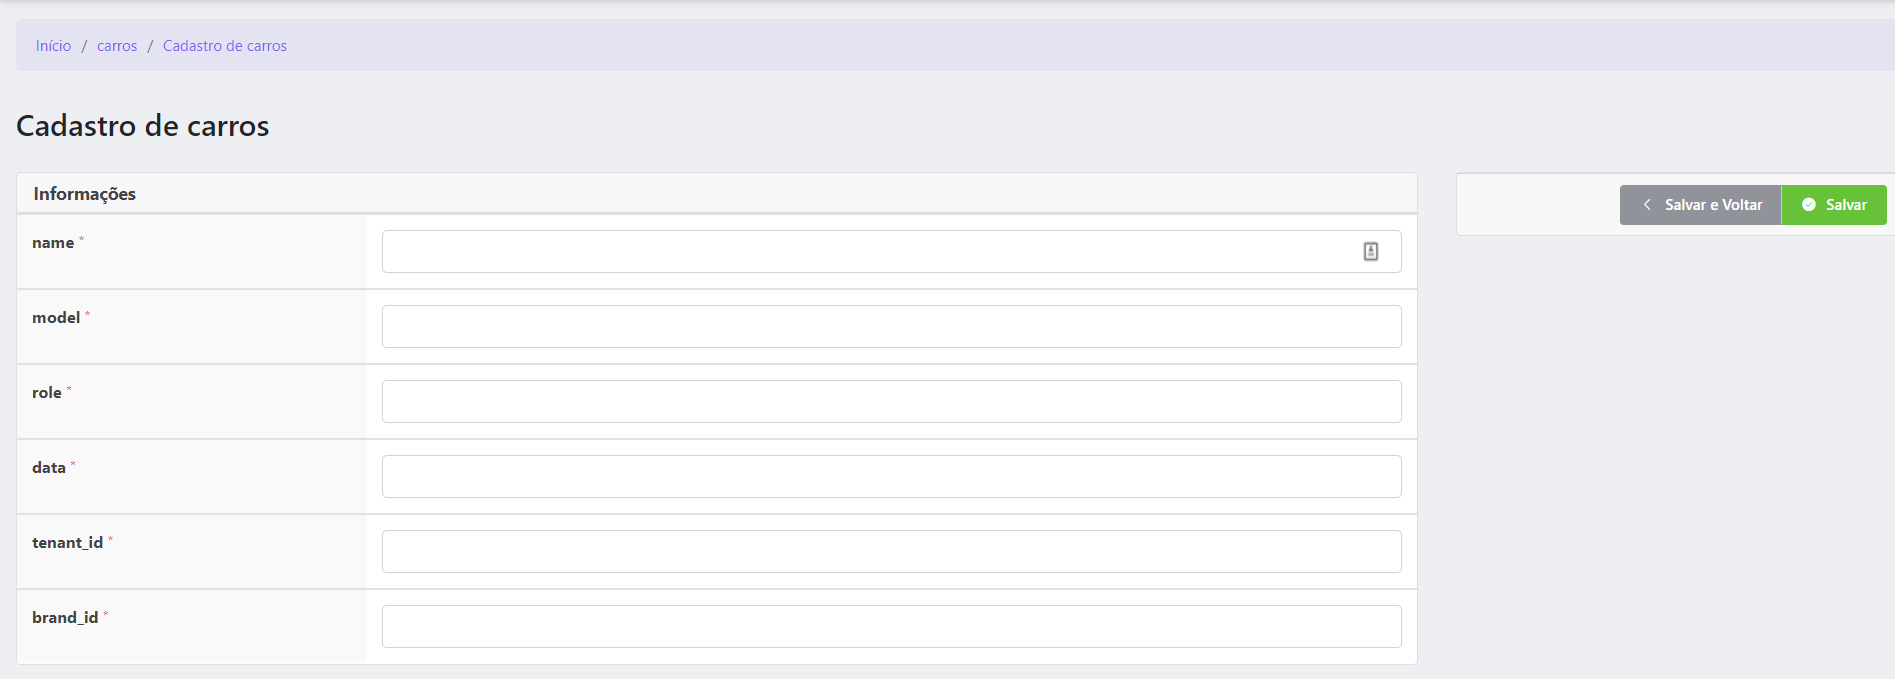 Início / carros / Cadastro de carros
Cadastro de carros
Informações
Salvar e Voltar Salvar
name *
model *
role *
data *
tenant_id *
brand_id *